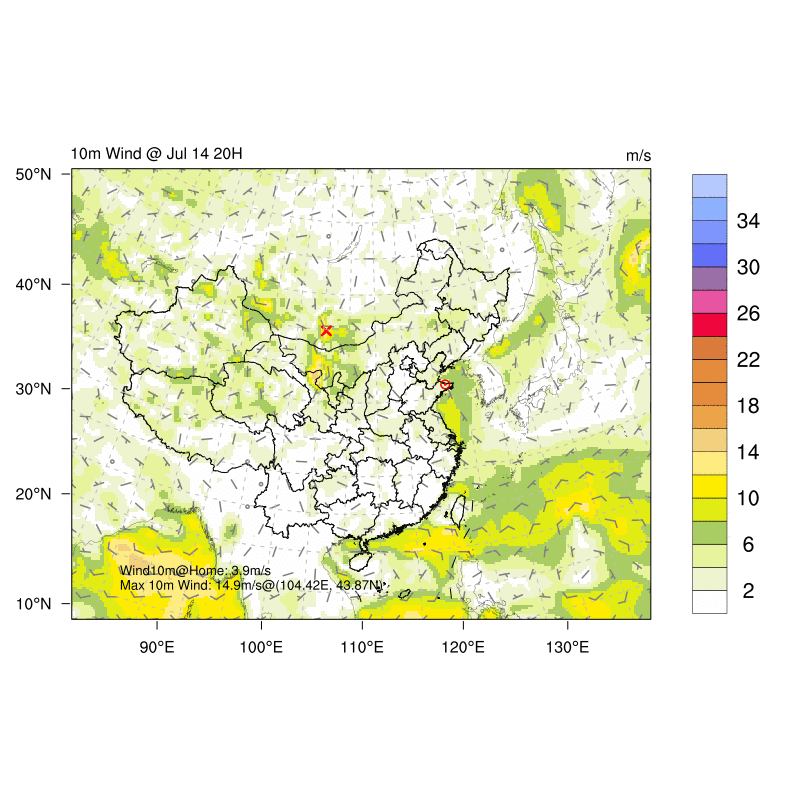 10m Wind @ Jul 14 20H
m/s
50°N
40°N
30°N
20°N
10°N
90°E
100°E
110°E
120°E
130°E
34
30
26
22
18
14
10
6
2
Wind10m@Home: 3.9m/s
Max 10m Wind: 14.9m/s@(104.42E, 43.87N)